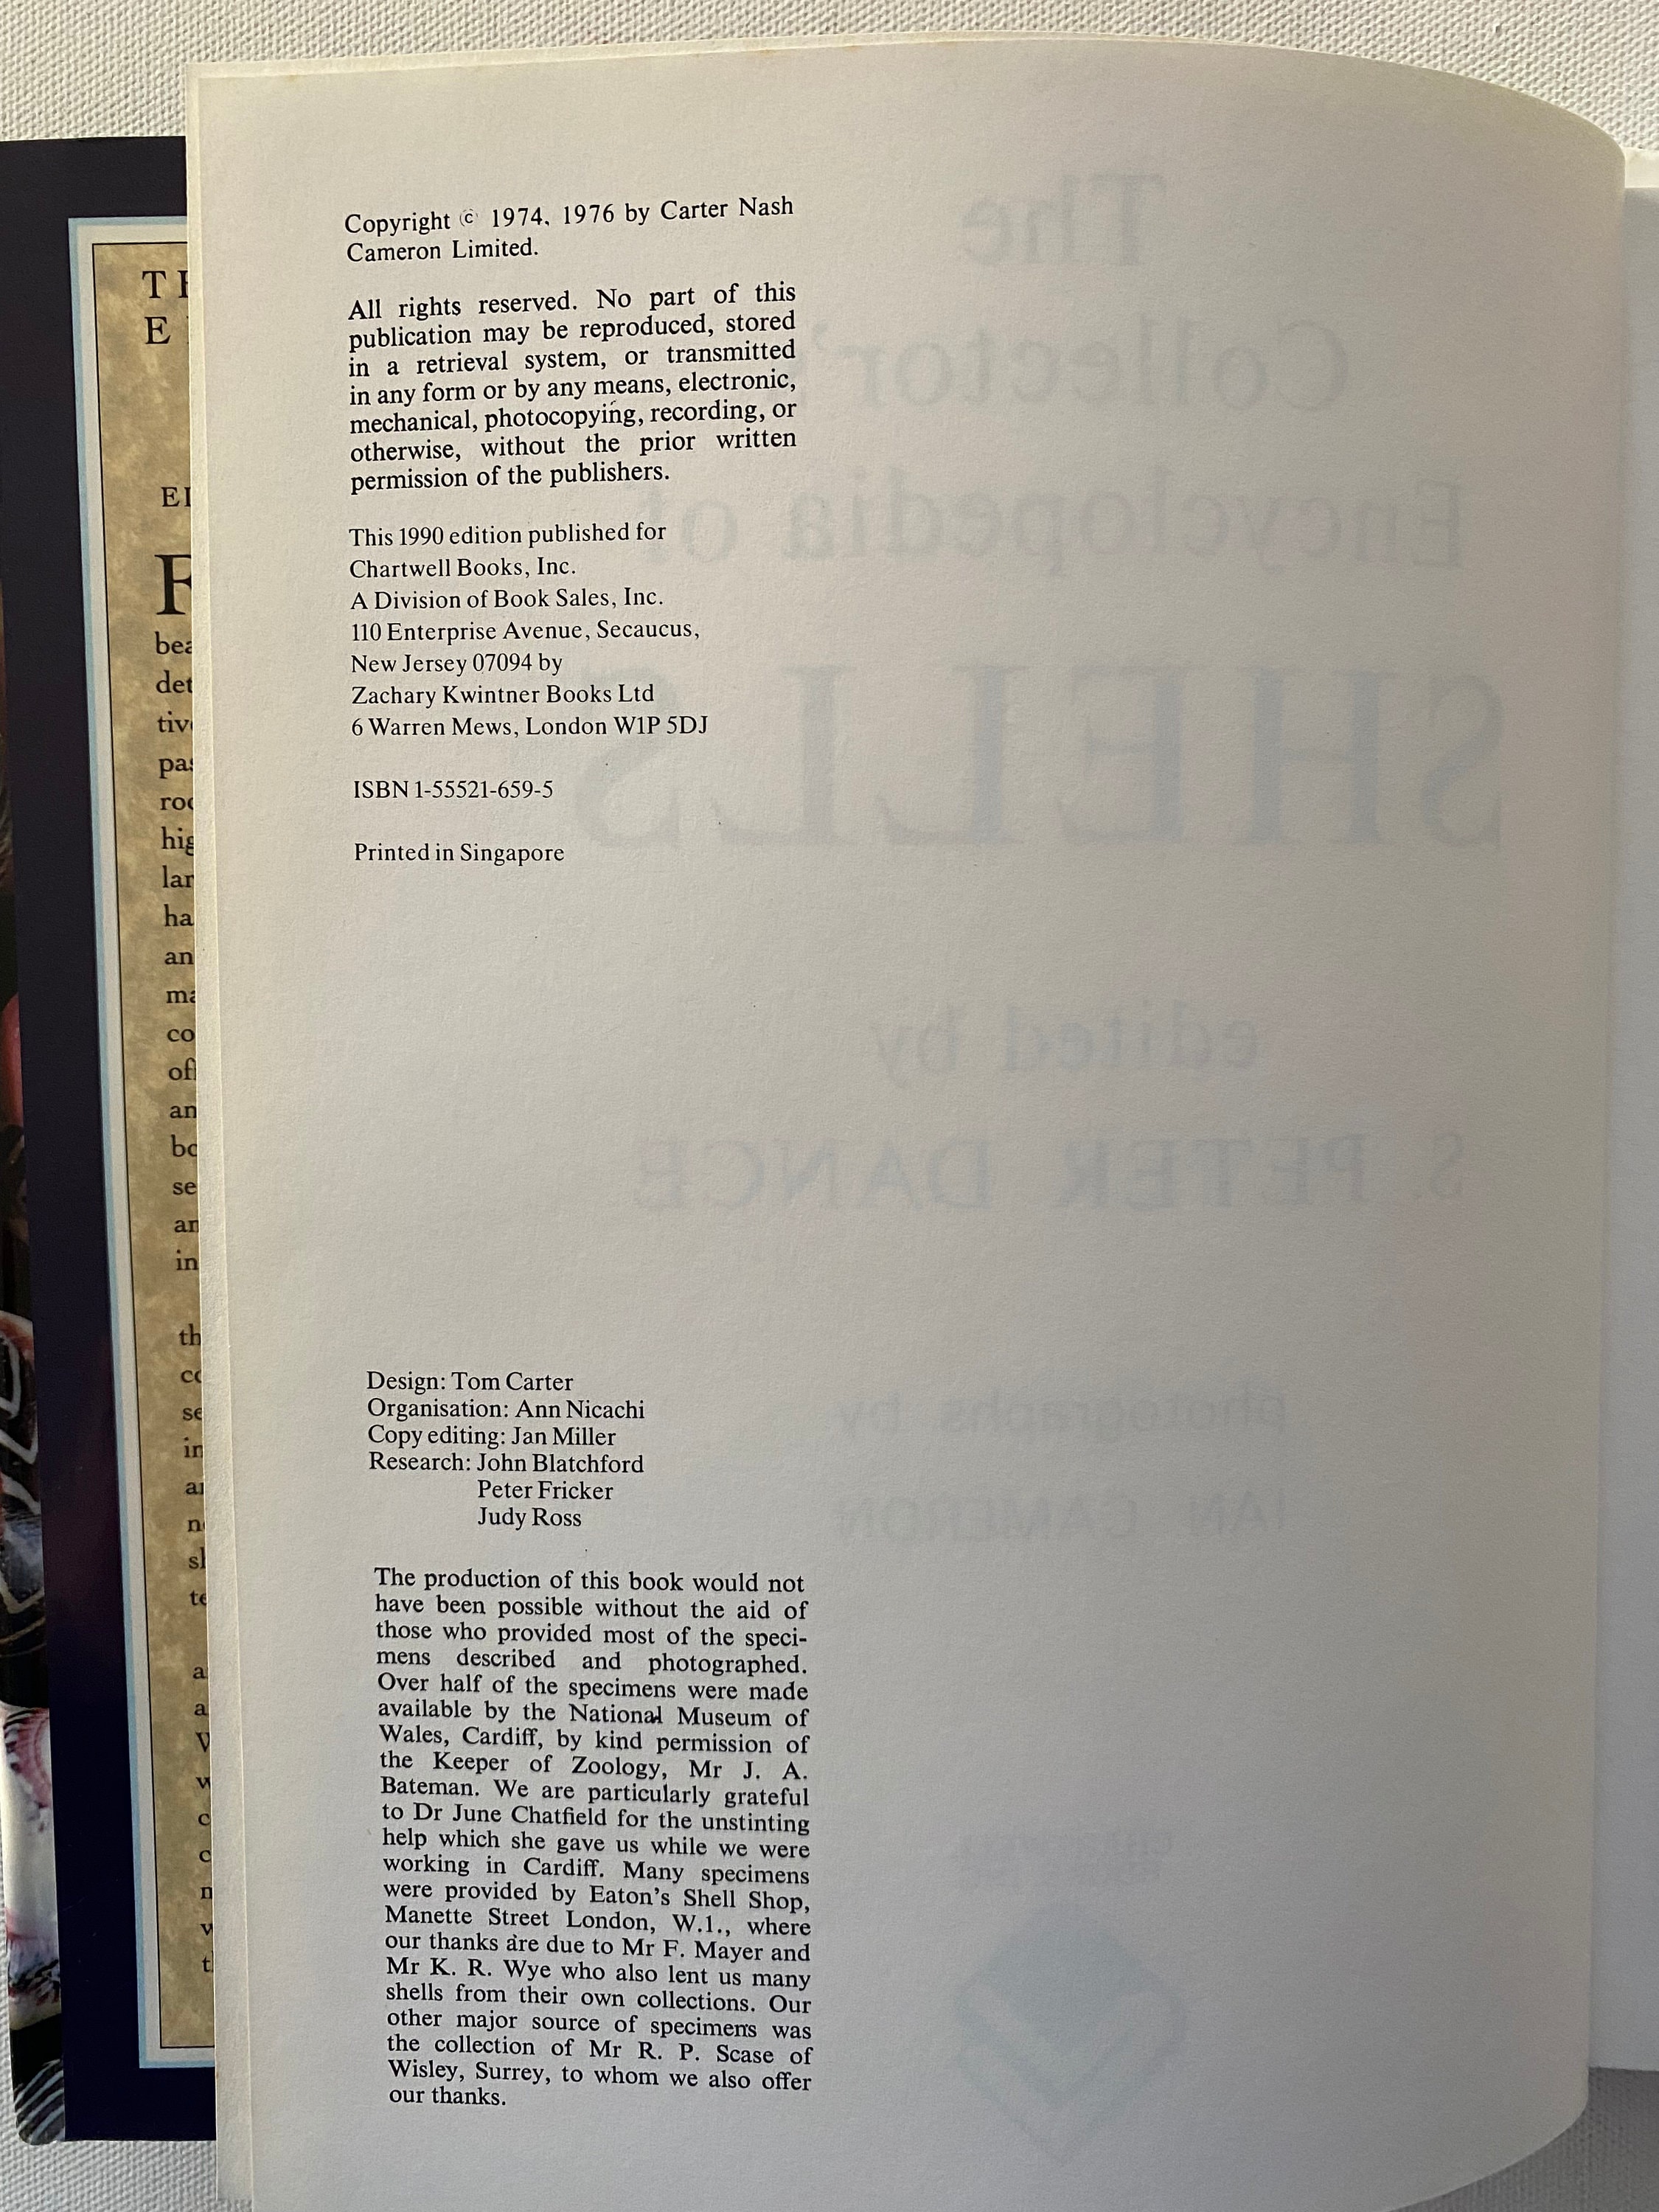 Copyright © 1974, 1976 by Carter Nash
Cameron Limited.
All rights reserved. No part of this
publication may be reproduced, stored
in a retrieval system, or transmitted
in any form or by any means, electronic,
mechanical, photocopying, recording, or
otherwise, without the prior written
permission of the publishers.
This 1990 edition published for
Chartwell Books, Inc.
A Division of Book Sales, Inc.
110 Enterprise Avenue, Secaucus,
New Jersey 07094 by
Zachary Kwintner Books Ltd
6 Warren Mews, London W1P 5DJ
ISBN 1-55521-659-5
Printed in Singapore
Design: Tom Carter
Organisation: Ann Nicachi
Copy editing: Jan Miller
Research: John Blatchford
Peter Fricker
Judy Ross
The production of this book would not
have been possible without the aid of
those who provided most of the speci-
mens described and photographed.
Over half of the specimens were made
available by the National Museum of
Wales, Cardiff, by kind permission of
the Keeper of Zoology, Mr J. A.
Bateman. We are particularly grateful
to Dr June Chatfield for the unstinting
help which she gave us while we were
working in Cardiff. Many specimens
were provided by Eaton's Shell Shop,
Manette Street London, W.1., where
our thanks are due to Mr F. Mayer and
Mr K. R. Wye who also lent us many
shells from their own collections. Our
other major source of specimens was
the collection of Mr R. P. Scase of
Wisley, Surrey, to whom we also offer
our thanks.
The
Collector's
Encyclopedia of
SHELLS
edited by
S. PETER DANCE